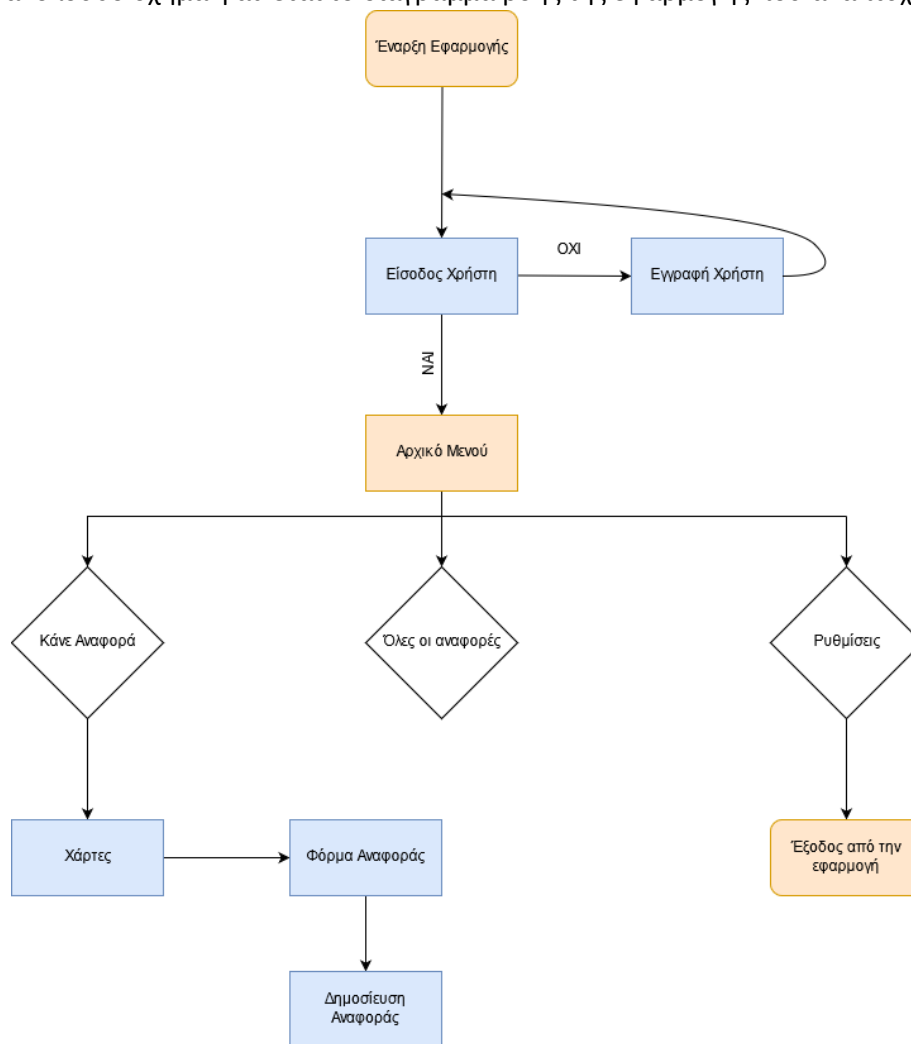 Έναρξη Εφαρμογής
Είσοδος Χρήστη
ΟΧΙ
Εγγραφή Χρήστη
ΝΑΙ
Αρχικό Μενού
Κάνε Αναφορά
Όλες οι αναφορές
Ρυθμίσεις
Χάρτες
Φόρμα Αναφοράς
Έξοδος από την
εφαρμογή
Δημοσίευση
Αναφοράς